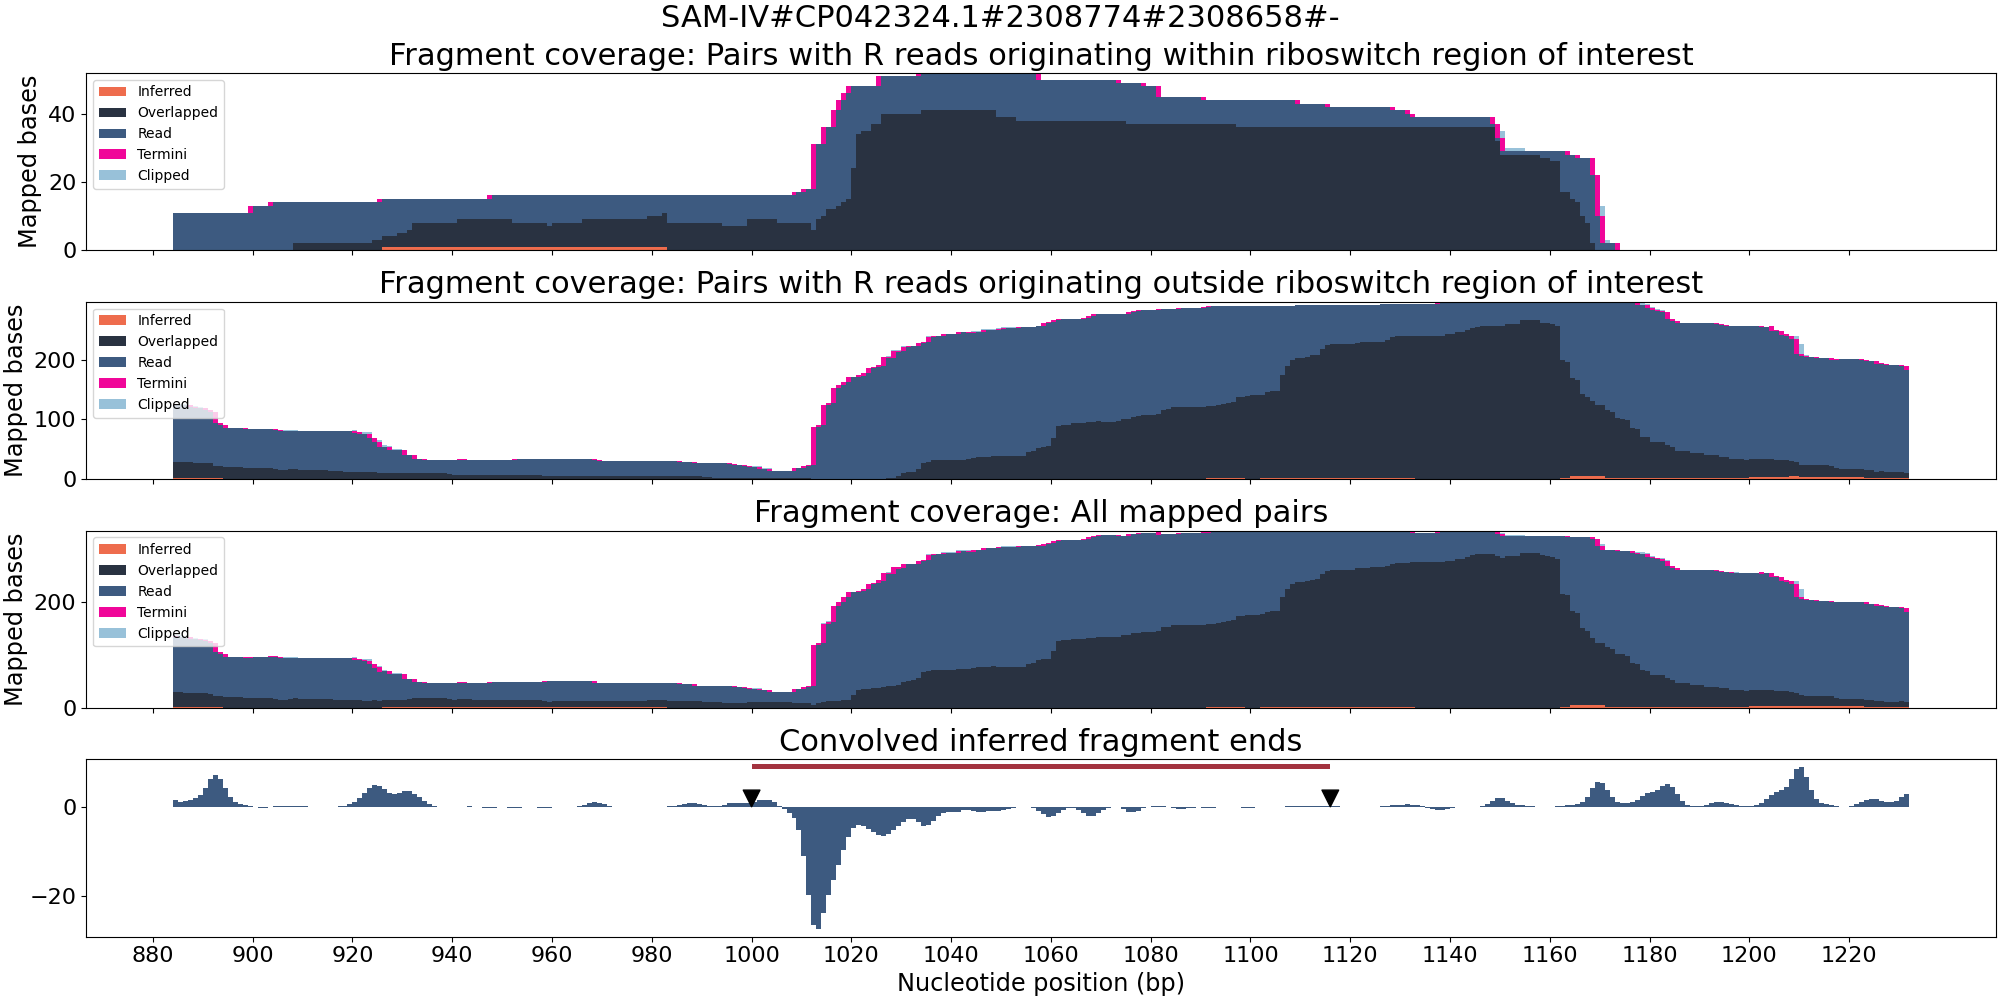 SAM-IV#CP042324.1#2308774#2308658#-
Fragment coverage: Pairs with R reads originating within riboswitch region of interest
Mapped bases
40
20
0
Inferred
Overlapped
Read
Termini
Clipped
Fragment coverage: Pairs with R reads originating outside riboswitch region of interest
Mapped bases
200
100
0
Inferred
Overlapped
Read
Termini
Clipped
Fragment coverage: All mapped pairs
Mapped bases
200
0
Inferred
Overlapped
Read
Termini
Clipped
Convolved inferred fragment ends
0
−20
880 900 920 940 960 980 1000 1020 1040 1060 1080 1100 1120 1140 1160 1180 1200 1220
Nucleotide position (bp)